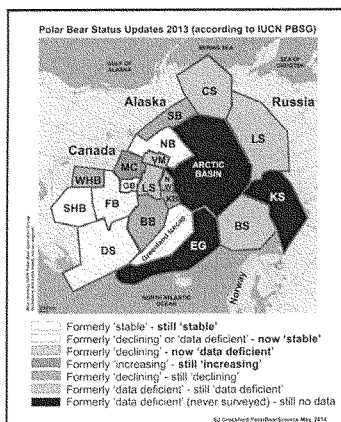 Polar Bear Status Updates 2013 (according to IUCN PBSG)
BERING SEA
GULF OF ALASKA
SEA OF OKHOTSK
CS
Alaska
Russia
SB
NB
LS
Canada
MC
VM
ARCTIC BASIN
WHB
GB
LS
KS
SHB
FB
BB
BS
EG
Greenland Icecap
DS
Norway
NORTH ATLANTIC OCEAN
Formerly 'stable' - still 'stable'
Formerly 'declining' or 'data deficient' - now 'stable'
Formerly 'declining' - now 'data deficient'
Formerly 'increasing' - still 'increasing'
Formerly 'declining' - still 'declining'
Formerly 'data deficient' - still 'data deficient'
Formerly 'data deficient' (never surveyed) - still no data
SJ Crockford PolarBearScience May, 2014